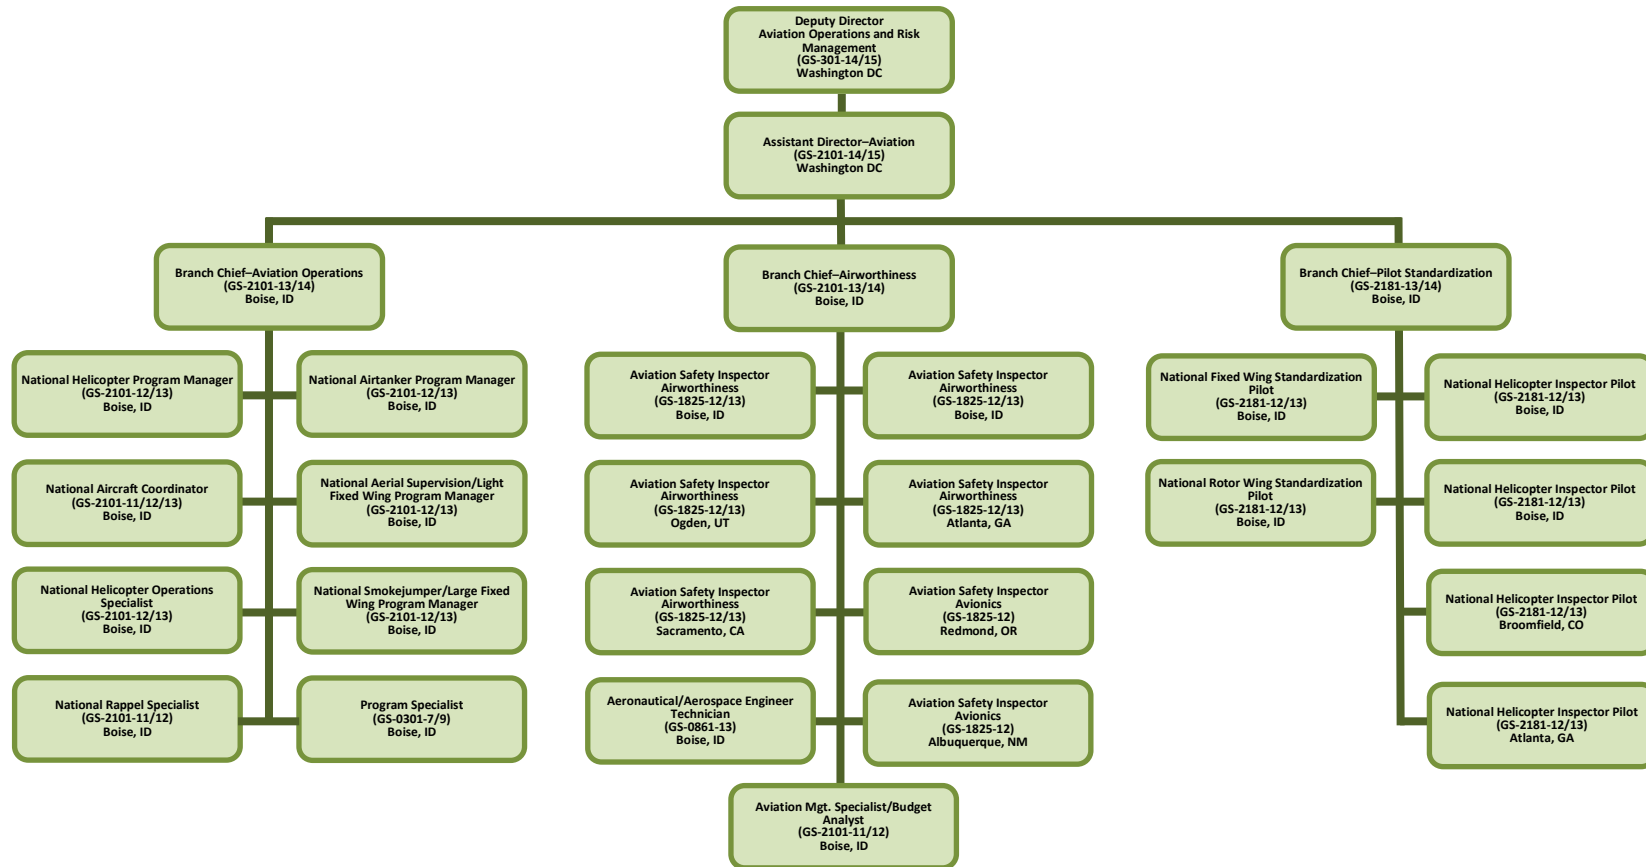 Deputy Director
Aviation Operations and Risk
Management
(GS-301-14/15)
Washington DC
Assistant Director–Aviation
(GS-2101-14/15)
Washington DC
Branch Chief–Aviation Operations
(GS-2101-13/14)
Boise, ID
Branch Chief–Airworthiness
(GS-2101-13/14)
Boise, ID
Branch Chief–Pilot Standardization
(GS-2181-13/14)
Boise, ID
National Helicopter Program Manager
(GS-2101-12/13)
Boise, ID
National Airtanker Program Manager
(GS-2101-12/13)
Boise, ID
National Aircraft Coordinator
(GS-2101-11/12/13)
Boise, ID
National Aerial Supervision/Light
Fixed Wing Program Manager
(GS-2101-12/13)
Boise, ID
National Helicopter Operations
Specialist
(GS-2101-12/13)
Boise, ID
National Smokejumper/Large Fixed
Wing Program Manager
(GS-2101-12/13)
Boise, ID
National Rappel Specialist
(GS-2101-11/12)
Boise, ID
Program Specialist
(GS-0301-7/9)
Boise, ID
Aviation Safety Inspector
Airworthiness
(GS-1825-12/13)
Boise, ID
Aviation Safety Inspector
Airworthiness
(GS-1825-12/13)
Boise, ID
Aviation Safety Inspector
Airworthiness
(GS-1825-12/13)
Ogden, UT
Aviation Safety Inspector
Airworthiness
(GS-1825-12/13)
Atlanta, GA
Aviation Safety Inspector
Airworthiness
(GS-1825-12/13)
Sacramento, CA
Aviation Safety Inspector
Avionics
(GS-1825-12)
Redmond, OR
Aeronautical/Aerospace Engineer
Technician
(GS-0861-13)
Boise, ID
Aviation Safety Inspector
Avionics
(GS-1825-12)
Albuquerque, NM
Aviation Mgt. Specialist/Budget
Analyst
(GS-2101-11/12)
Boise, ID
National Fixed Wing Standardization
Pilot
(GS-2181-12/13)
Boise, ID
National Helicopter Inspector Pilot
(GS-2181-12/13)
Boise, ID
National Rotor Wing Standardization
Pilot
(GS-2181-12/13)
Boise, ID
National Helicopter Inspector Pilot
(GS-2181-12/13)
Boise, ID
National Helicopter Inspector Pilot
(GS-2181-12/13)
Broomfield, CO
National Helicopter Inspector Pilot
(GS-2181-12/13)
Atlanta, GA